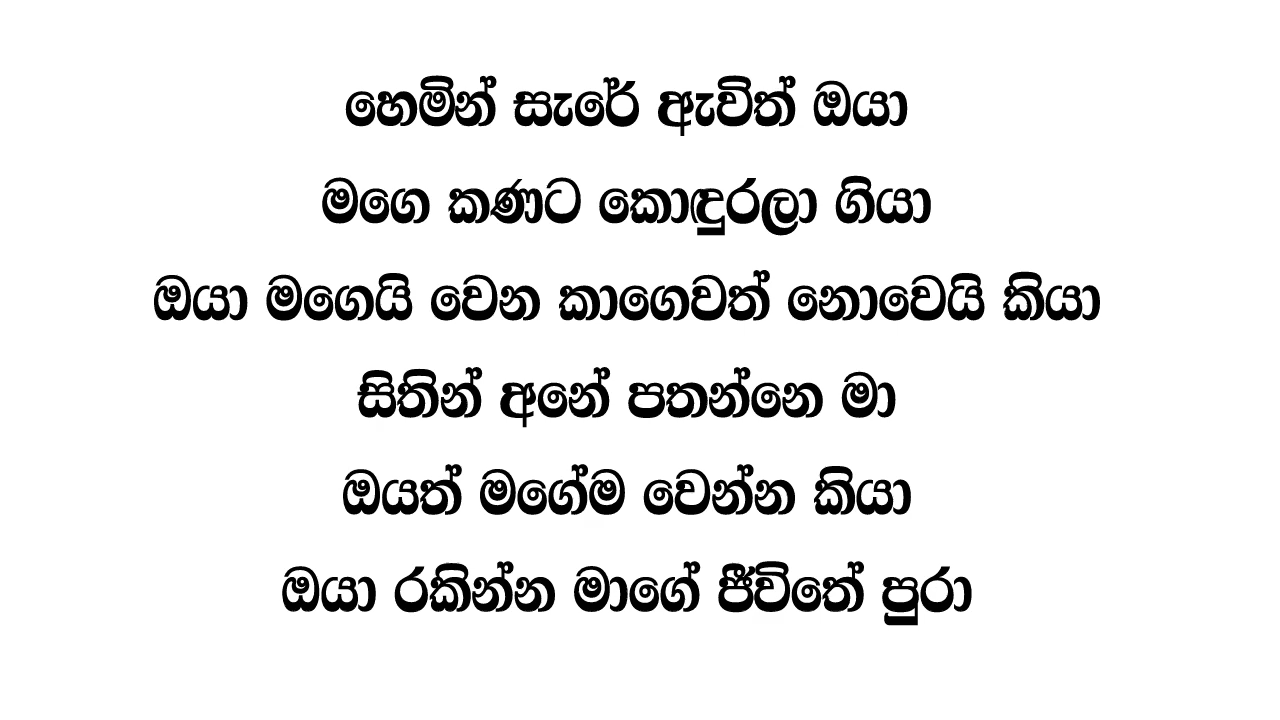 හෙමින් සැරේ ඇවිත් ඔයා
මගෙ කණට කොඳුරලා ගියා
ඔයා මගෙයි වෙන කාගෙවත් නොවෙයි කියා
සිතින් අනේ පතන්නෙ මා
ඔයත් මගේම වෙන්න කියා
ඔයා රකින්න මාගේ ජීවිතේ පුරා